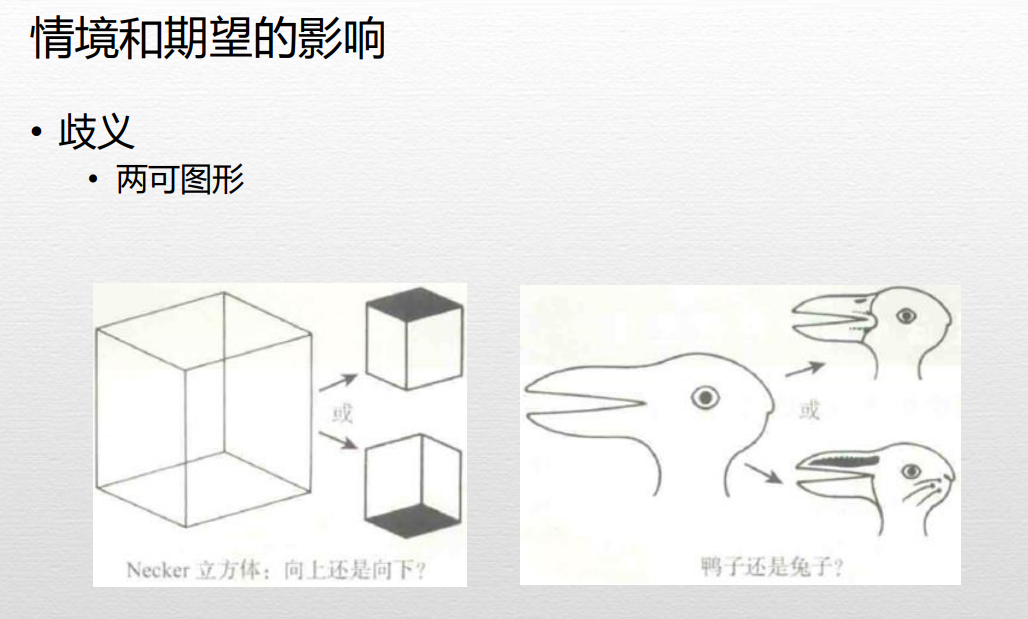 情境和期望的影响
• 歧义
• 两可图形
或
Necker 立方体：向上还是向下？
或
鸭子还是兔子？